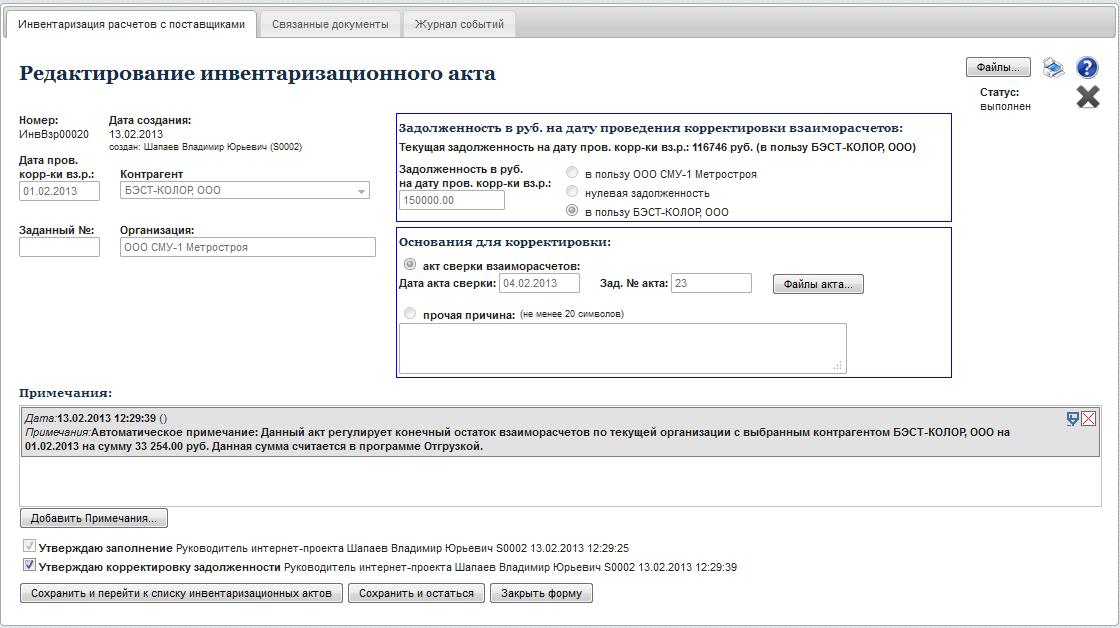 Инвентаризация расчетов с поставщиками
Связанные документы
Журнал событий
Редактирование инвентаризационного акта
Файлы...
?
Статус:
выполнен
Номер:
ИнвВзр00020
Дата создания:
13.02.2013
создан: Шапаев Владимир Юрьевич (S0002)
Дата пров.
корр-ки вз.р.:
01.02.2013
Контрагент
БЭСТ-КОЛОР, ООО
Заданный №:
Организация:
ООО СМУ-1 Метростроя
Задолженность в руб. на дату проведения корректировки взаиморасчетов:
Текущая задолженность на дату пров. корр-ки вз.р.: 116746 руб. (в пользу БЭСТ-КОЛОР, ООО)
Задолженность в руб.
на дату пров. корр-ки вз.р.:
150000.00
в пользу ООО СМУ-1 Метростроя
нулевая задолженность
в пользу БЭСТ-КОЛОР, ООО
Основания для корректировки:
акт сверки взаиморасчетов:
Дата акта сверки: 04.02.2013 Зад. № акта: 23 Файлы акта...
прочая причина: (не менее 20 символов)
Примечания:
Дата:13.02.2013 12:29:39 ()
Примечания:Автоматическое примечание: Данный акт регулирует конечный остаток взаиморасчетов по текущей организации с выбранным контрагентом БЭСТ-КОЛОР, ООО на
01.02.2013 на сумму 33 254.00 руб. Данная сумма считается в программе Отгрузкой.
Добавить Примечания...
Утверждаю заполнение Руководитель интернет-проекта Шапаев Владимир Юрьевич S0002 13.02.2013 12:29:25
Утверждаю корректировку задолженности Руководитель интернет-проекта Шапаев Владимир Юрьевич S0002 13.02.2013 12:29:39
Сохранить и перейти к списку инвентаризационных актов
Сохранить и остаться
Закрыть форму